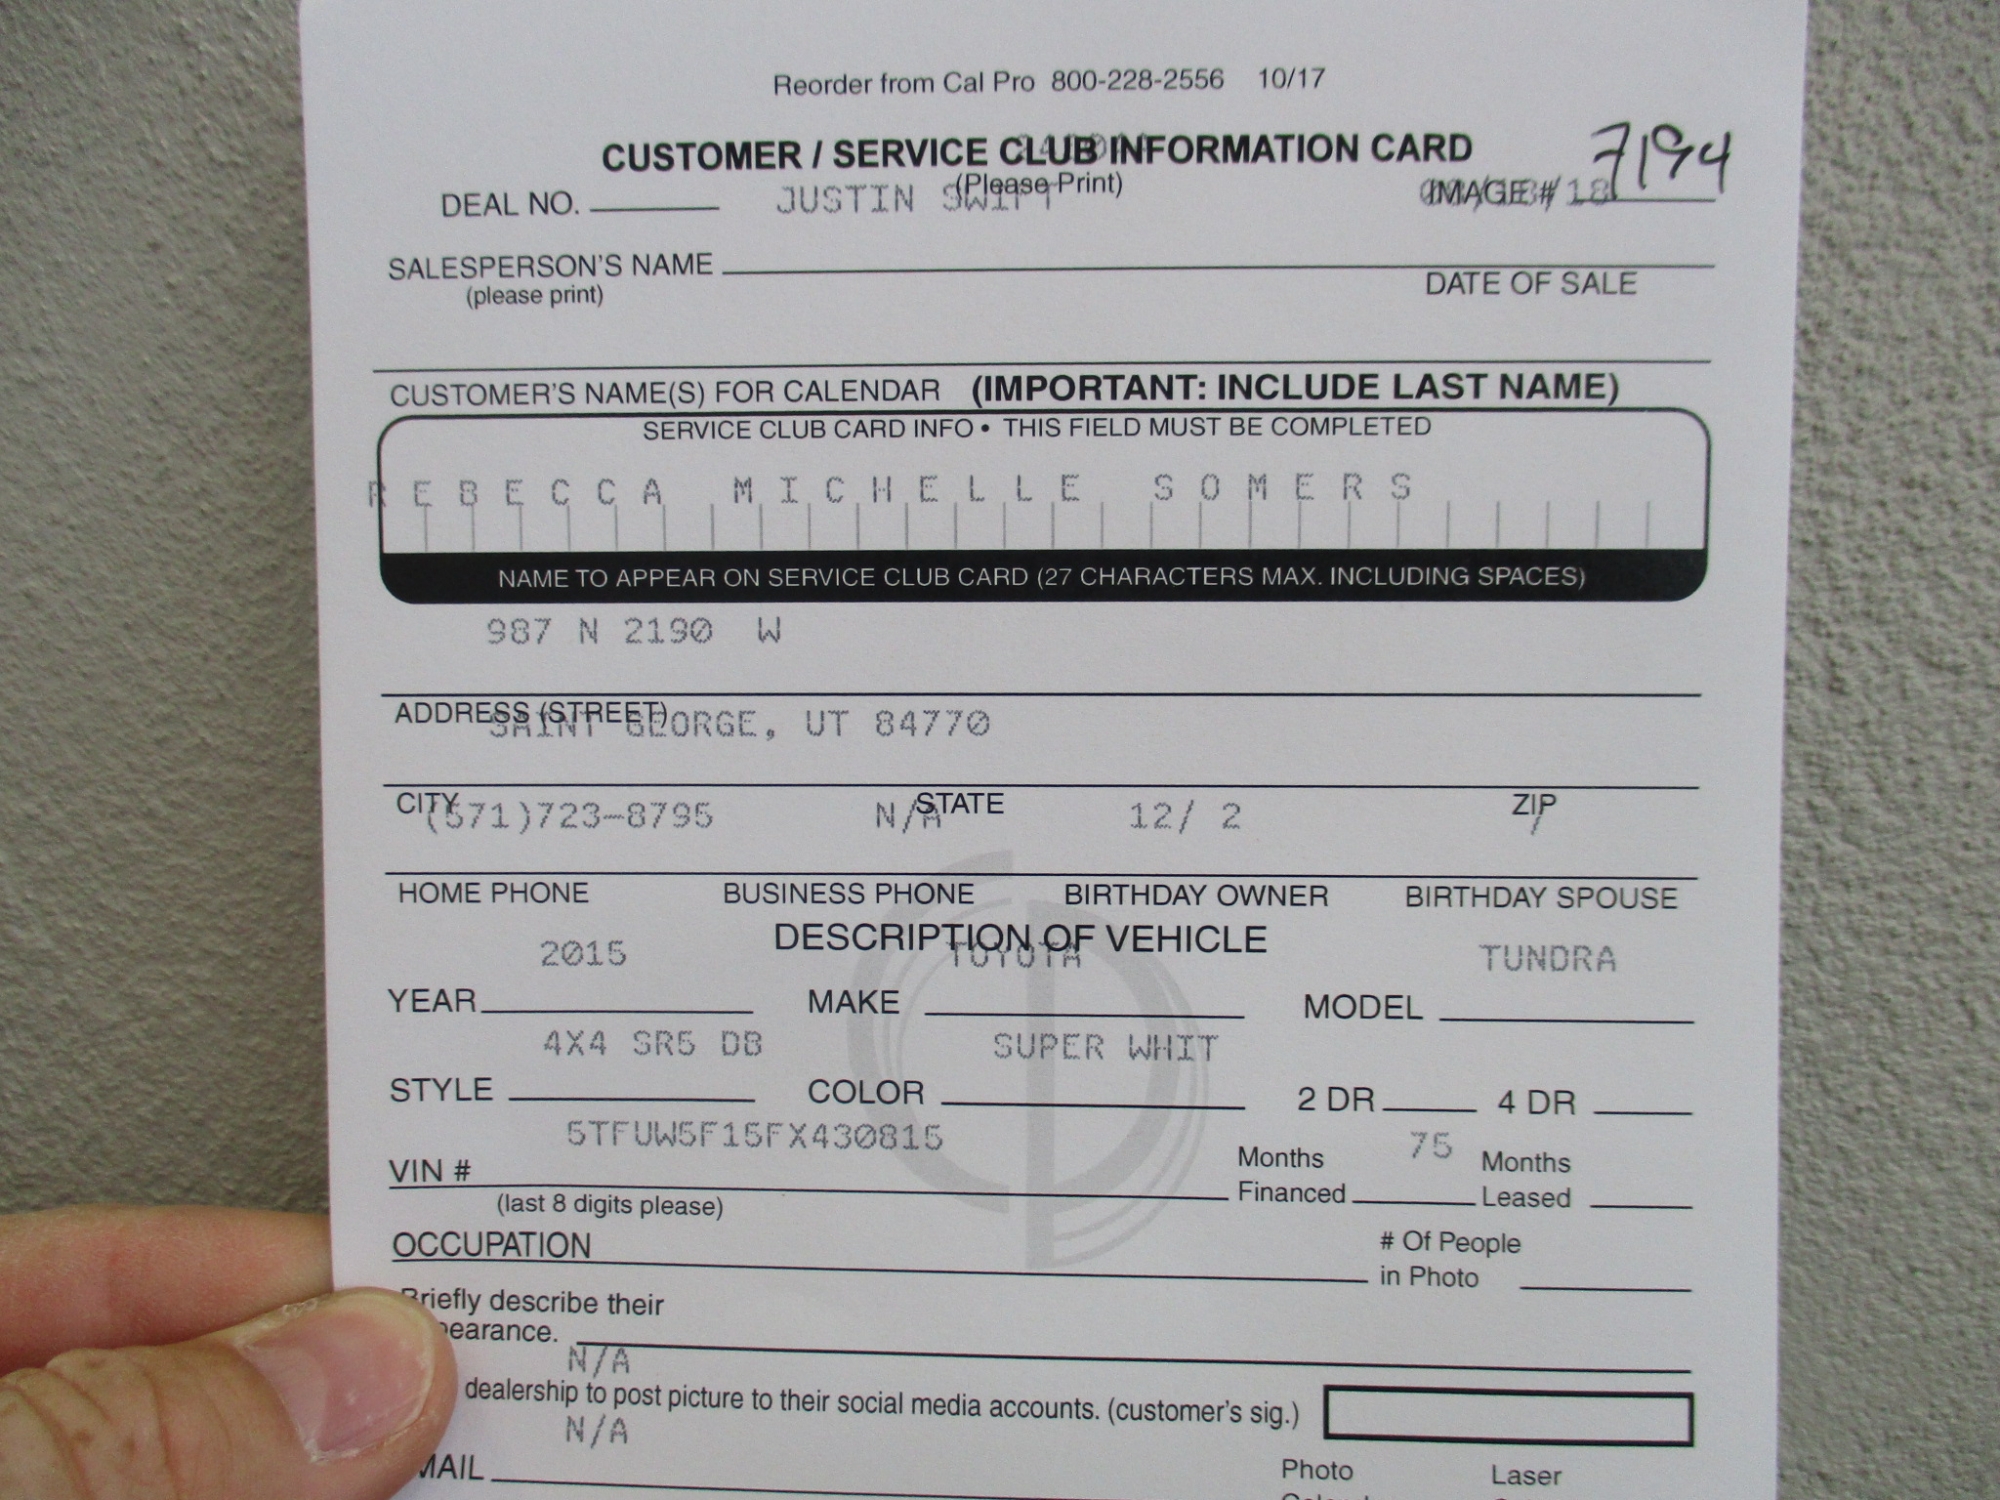 Reorder from Cal Pro 800-228-2556 10/17
CUSTOMER / SERVICE CLUB INFORMATION CARD
7194
(Please Print)
DEAL NO. JUSTIN SWIFT IMAGE #
SALESPERSON'S NAME
DATE OF SALE
(please print)
CUSTOMER'S NAME(S) FOR CALENDAR (IMPORTANT: INCLUDE LAST NAME)
SERVICE CLUB CARD INFO • THIS FIELD MUST BE COMPLETED
REBECCA MICHELLE SOMERS
NAME TO APPEAR ON SERVICE CLUB CARD (27 CHARACTERS MAX. INCLUDING SPACES)
987 N 2190 W
ADDRESS (STREET)
SAINT GEORGE, UT 84770
CITY STATE ZIP
(571)723-8795 N/A 12/ 2 /
HOME PHONE BUSINESS PHONE BIRTHDAY OWNER BIRTHDAY SPOUSE
DESCRIPTION OF VEHICLE
2015 TOYOTA TUNDRA
YEAR MAKE MODEL
4X4 SR5 DB SUPER WHIT
STYLE COLOR 2 DR 4 DR
5TFUW5F15FX430815 75
VIN # Months Financed Months Leased
(last 8 digits please)
OCCUPATION # Of People in Photo
Briefly describe their
pearance.
N/A
dealership to post picture to their social media accounts. (customer's sig.)
N/A
MAIL Photo Laser